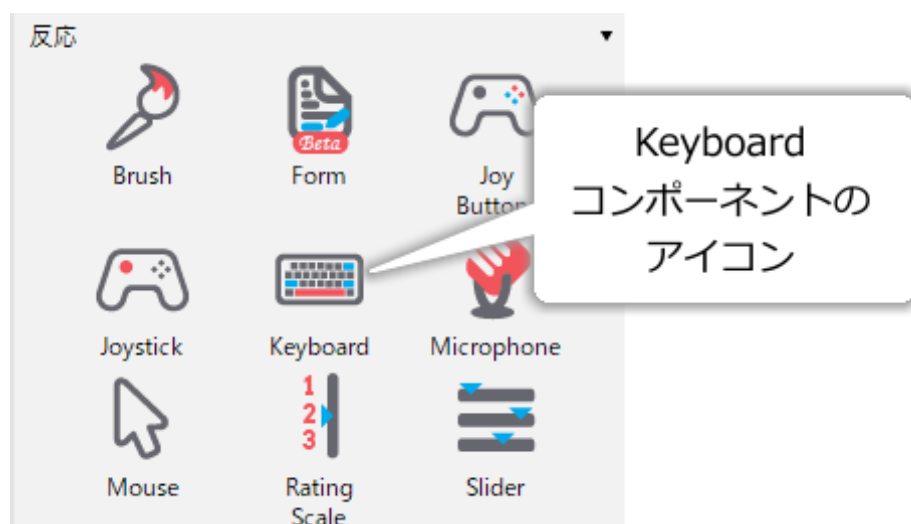 反応
Brush
Form
Beta
Joy
Button
Keyboard
コンポーネントの
アイコン
Joystick
Keyboard
Microphone
1
2
3
Mouse
Rating
Scale
Slider